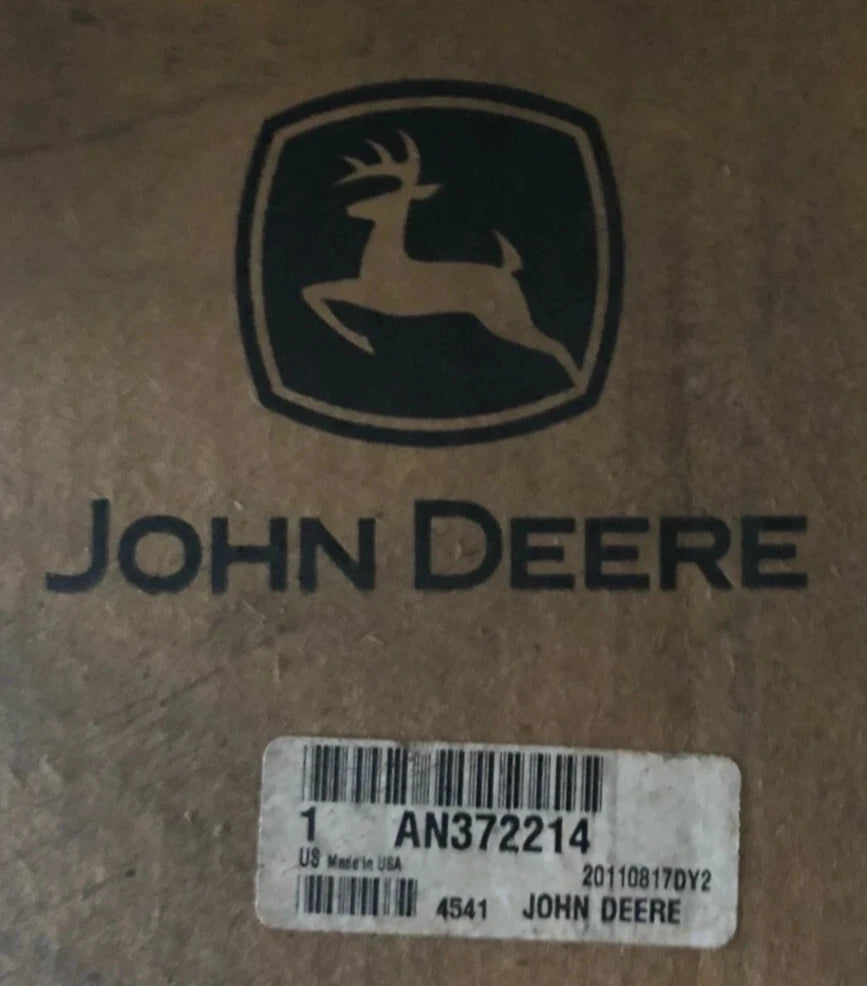 JOHN DEERE
1 AN372214
US Made in USA
20110817DY2
4541 JOHN DEERE